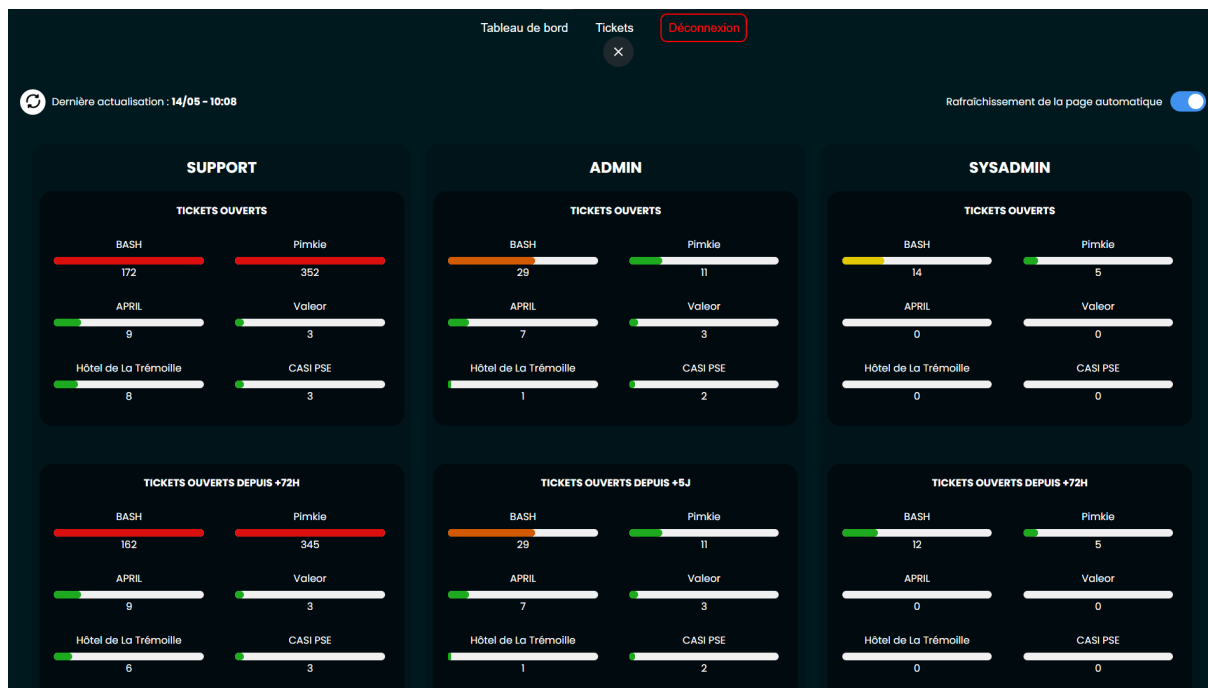 Tableau de bord Tickets Déconnexion
Dernière actualisation : 14/05 - 10:08
Rafraîchissement de la page automatique
SUPPORT
TICKETS OUVERTS
BASH Pimkie
172 352
APRIL Valeor
9 3
Hôtel de La Trémoille CASI PSE
8 3
TICKETS OUVERTS DEPUIS +72H
BASH Pimkie
162 345
APRIL Valeor
9 3
Hôtel de La Trémoille CASI PSE
6 3
ADMIN
TICKETS OUVERTS
BASH Pimkie
29 11
APRIL Valeor
7 3
Hôtel de La Trémoille CASI PSE
1 2
TICKETS OUVERTS DEPUIS +5J
BASH Pimkie
29 11
APRIL Valeor
7 3
Hôtel de La Trémoille CASI PSE
1 2
SYSADMIN
TICKETS OUVERTS
BASH Pimkie
14 5
APRIL Valeor
0 0
Hôtel de La Trémoille CASI PSE
0 0
TICKETS OUVERTS DEPUIS +72H
BASH Pimkie
12 5
APRIL Valeor
0 0
Hôtel de La Trémoille CASI PSE
0 0